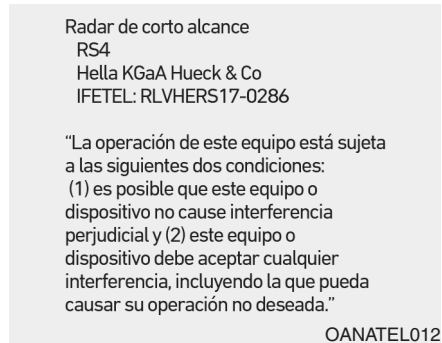 Radar de corto alcance
RS4
Hella KGaA Hueck & Co
IFETEL: RLVHERS17-0286
“La operación de este equipo está sujeta
a las siguientes dos condiciones:
(1) es posible que este equipo o
dispositivo no cause interferencia
perjudicial y (2) este equipo o
dispositivo debe aceptar cualquier
interferencia, incluyendo la que pueda
causar su operación no deseada.”
OANATEL012